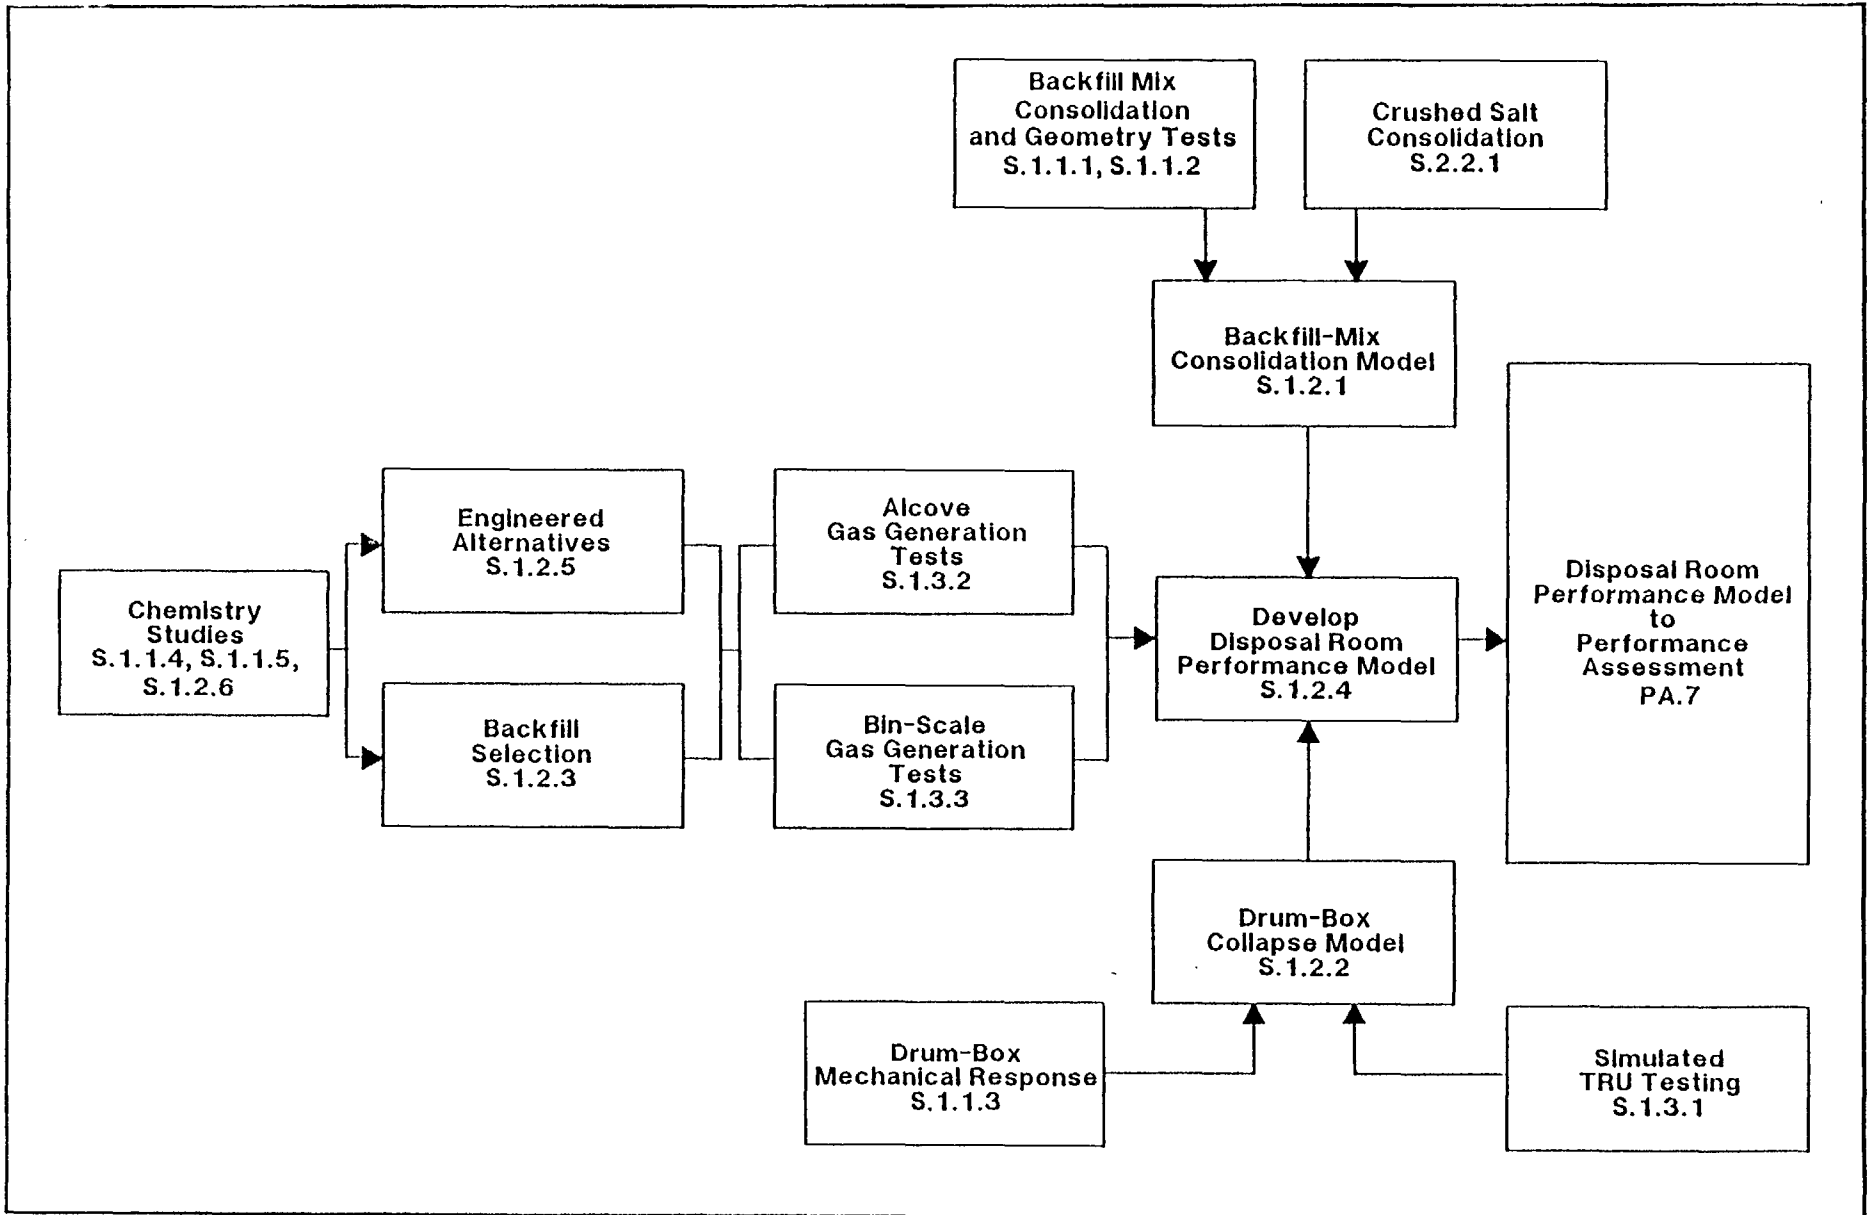 Backfill Mix
Consolidation
and Geometry Tests
S.1.1.1, S.1.1.2
Crushed Salt
Consolidation
S.2.2.1
Backfill-Mix
Consolidation Model
S.1.2.1
Engineered
Alternatives
S.1.2.5
Alcove
Gas Generation
Tests
S.1.3.2
Chemistry
Studies
S.1.1.4, S.1.1.5,
S.1.2.6
Develop
Disposal Room
Performance Model
S.1.2.4
Disposal Room
Performance Model
to
Performance
Assessment
PA.7
Backfill
Selection
S.1.2.3
Bin-Scale
Gas Generation
Tests
S.1.3.3
Drum-Box
Collapse Model
S.1.2.2
Drum-Box
Mechanical Response
S.1.1.3
Simulated
TRU Testing
S.1.3.1